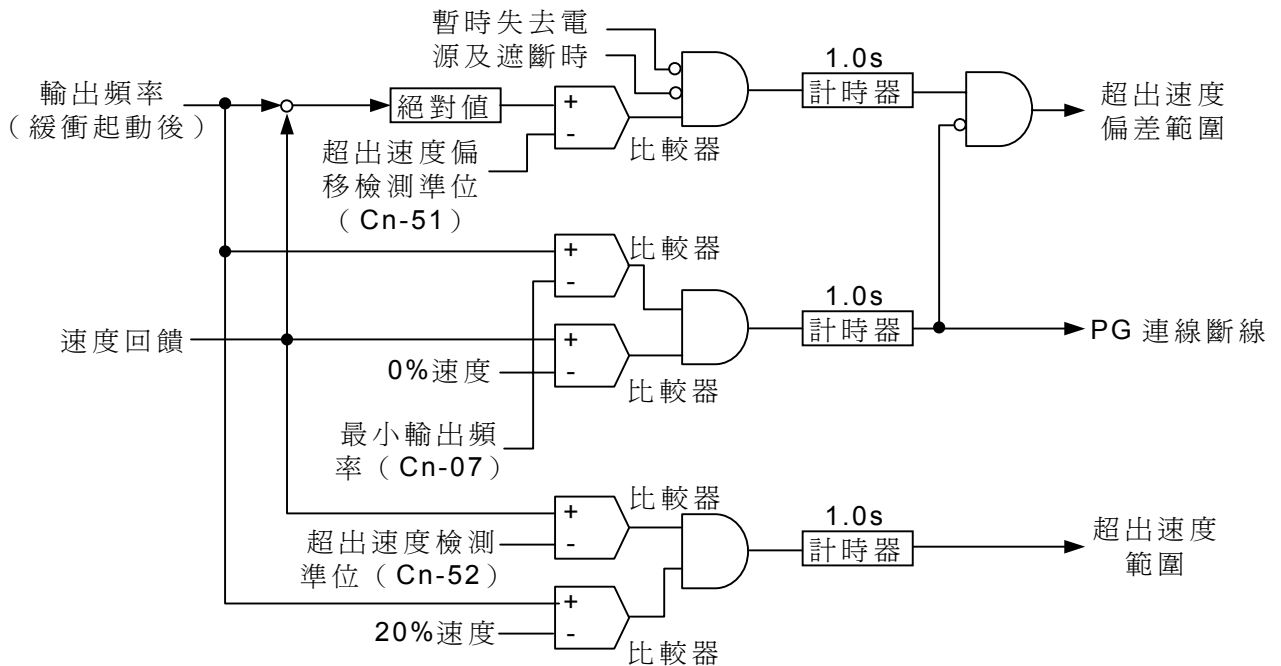 暫時失去電
源及遮斷時
輸出頻率
（緩衝起動後）
絕對值
+
-
比較器
1.0s
計時器
超出速度
偏差範圍
超出速度偏
移檢測準位
（Cn-51）
+
-
比較器
1.0s
計時器
PG 連線斷線
速度回饋
+
-
0%速度
比較器
最小輸出頻
率（Cn-07）
+
-
比較器
超出速度檢測
準位（Cn-52）
1.0s
計時器
超出速度
範圍
+
-
20%速度
比較器